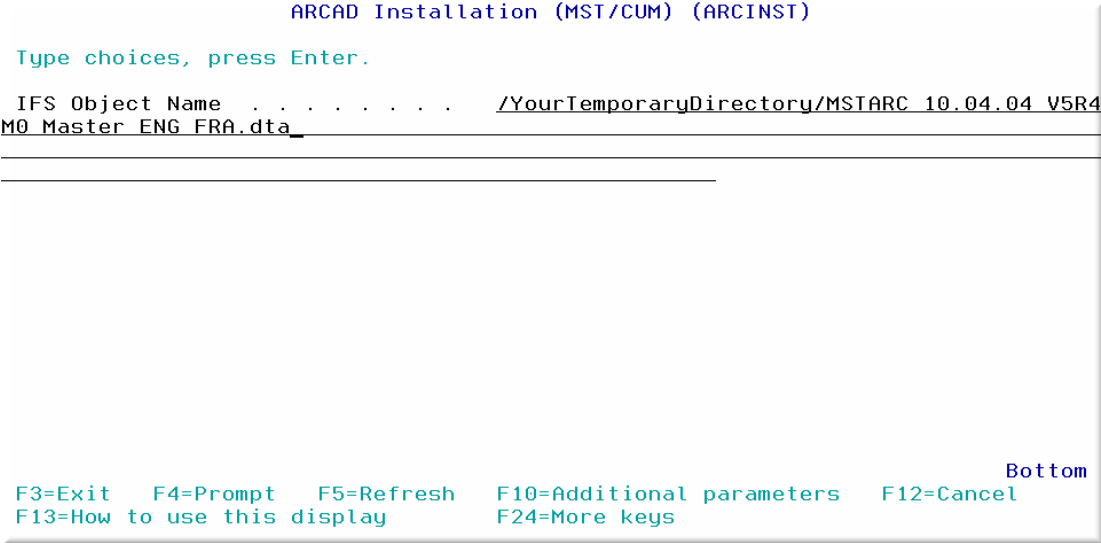 ARCAD Installation (MST/CUM) (ARCINST)
Type choices, press Enter.
IFS Object Name . . . . . . . . /YourTemporaryDirectory/MSTARC 10.04.04 V5R4
M0 Master ENG FRA.dta_
Bottom
F3=Exit F4=Prompt F5=Refresh F10=Additional parameters F12=Cancel
F13=How to use this display F24=More keys